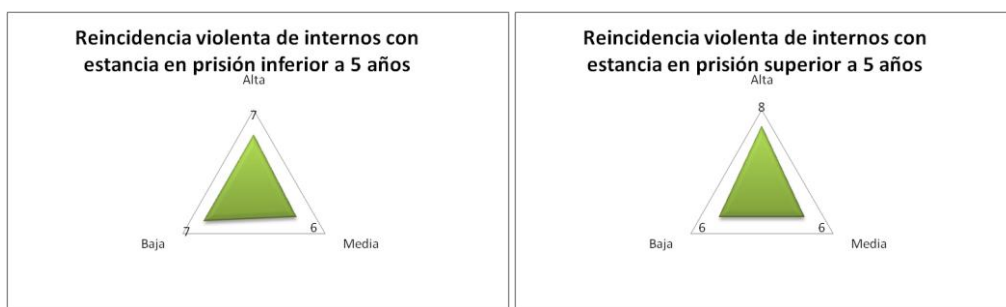 Reincidencia violenta de internos con
estancia en prisión inferior a 5 años
Alta
7
7
Baja
6
Media
Reincidencia violenta de internos con
estancia en prisión superior a 5 años
Alta
8
6
Baja
6
Media